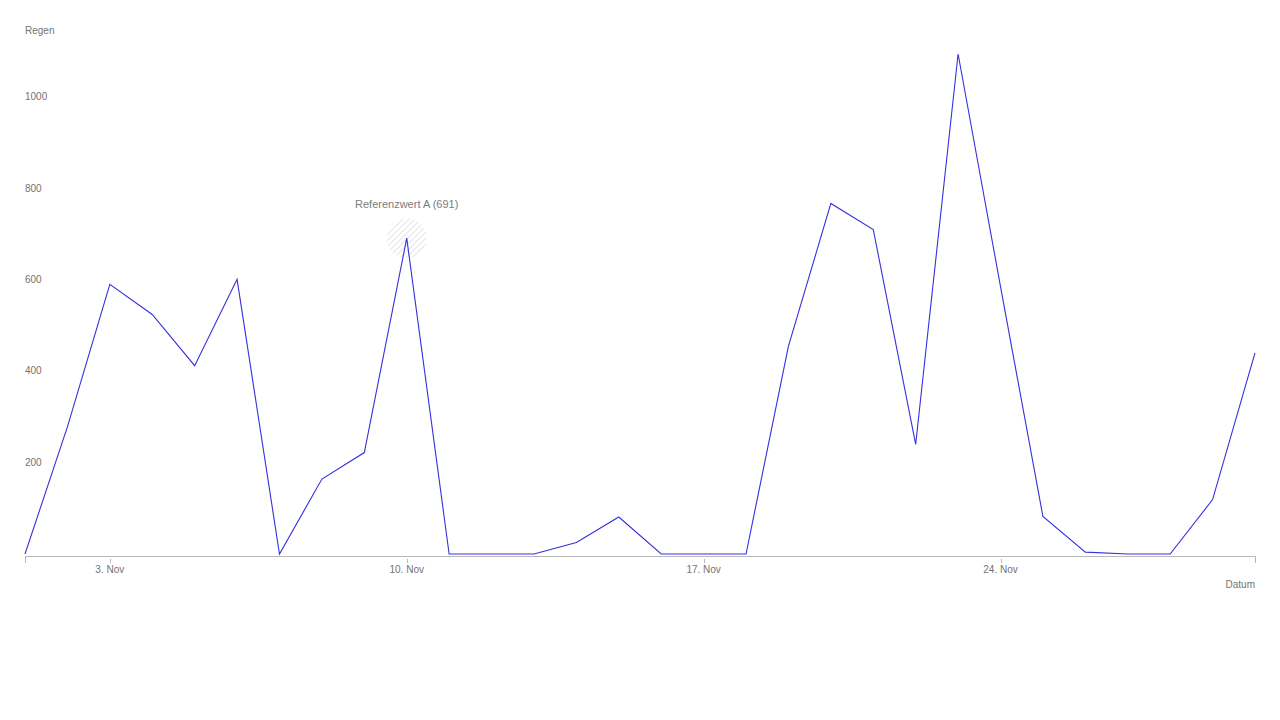 Regen
1000
800
Referenzwert A (691)
600
400
200
3. Nov
10. Nov
17. Nov
24. Nov
Datum